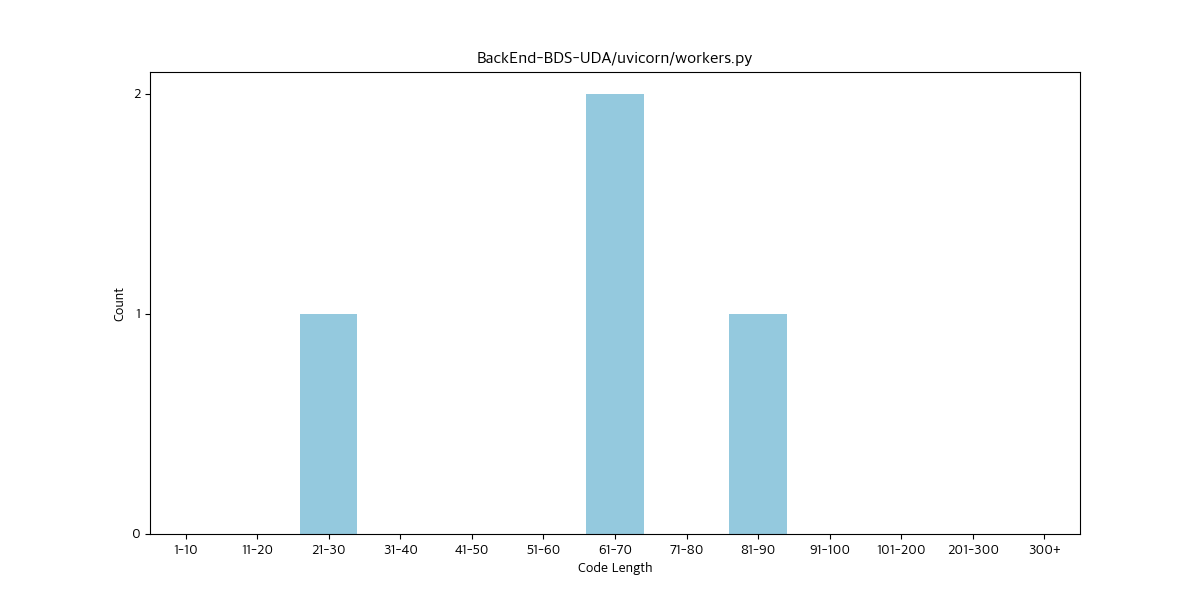 BackEnd-BDS-UDA/uvicorn/workers.py
2
1
0
Count
1-10 11-20 21-30 31-40 41-50 51-60 61-70 71-80 81-90 91-100 101-200 201-300 300+
Code Length